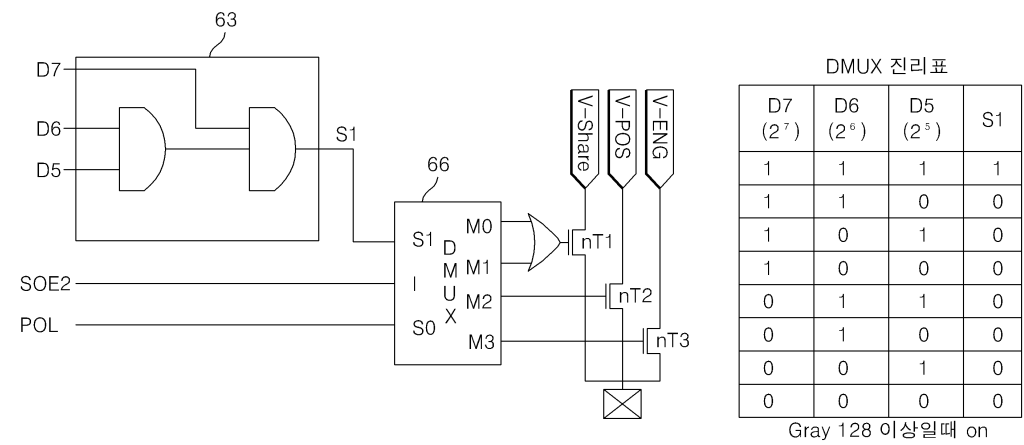 63
D7
D6
D5
S1
66
SOE2
POL
S1
I
S0
DMUX
M0
M1
M2
M3
V-Share
V-POS
V-ENG
nT1
nT2
nT3
DMUX 진리표
D7 (2⁷) D6 (2⁶) D5 (2⁵) S1
1 1 1 1
1 1 0 0
1 0 1 0
1 0 0 0
0 1 1 0
0 1 0 0
0 0 1 0
0 0 0 0
Gray 128 이상일때 on